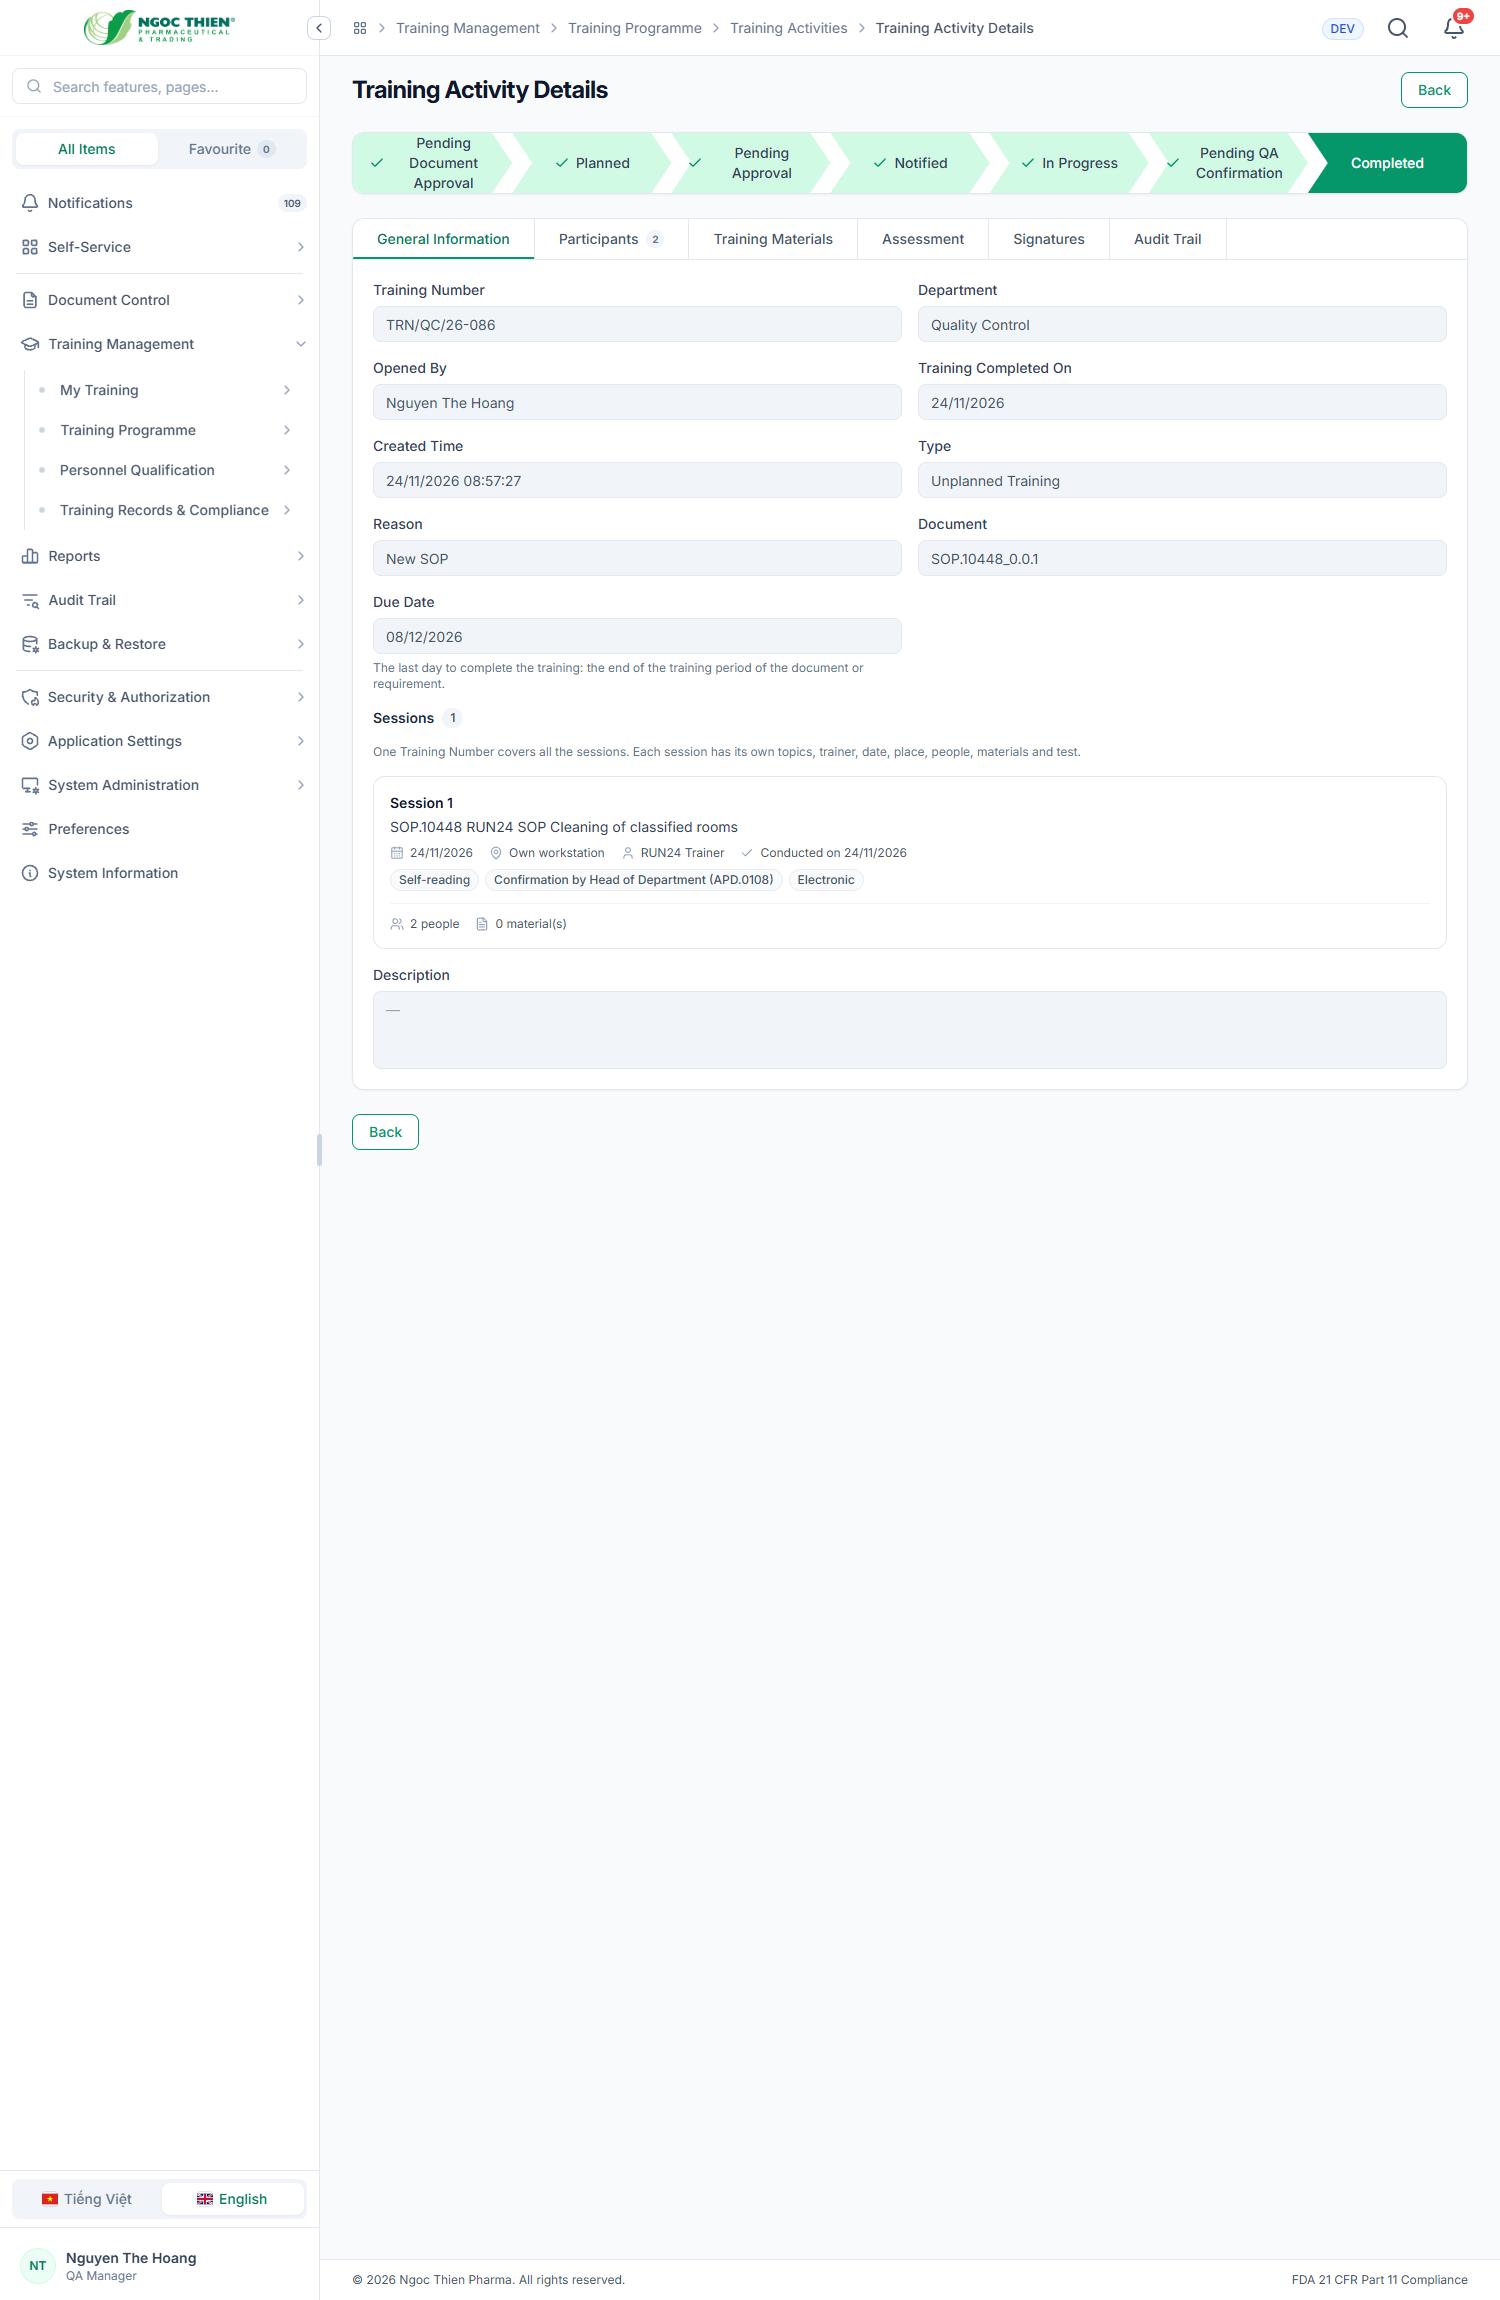 NGOC THIEN®
PHARMACEUTICAL
& TRADING
Search features, pages...
All Items
Favourite 0
Notifications 109
Self-Service
Document Control
Training Management
My Training
Training Programme
Personnel Qualification
Training Records & Compliance
Reports
Audit Trail
Backup & Restore
Security & Authorization
Application Settings
System Administration
Preferences
System Information
Tiếng Việt
English
NT
Nguyen The Hoang
QA Manager
Training Management > Training Programme > Training Activities > Training Activity Details
DEV
9+
Training Activity Details
Back
Pending
Document
Approval
Planned
Pending
Approval
Notified
In Progress
Pending QA
Confirmation
Completed
General Information
Participants 2
Training Materials
Assessment
Signatures
Audit Trail
Training Number
TRN/QC/26-086
Department
Quality Control
Opened By
Nguyen The Hoang
Training Completed On
24/11/2026
Created Time
24/11/2026 08:57:27
Type
Unplanned Training
Reason
New SOP
Document
SOP.10448_0.0.1
Due Date
08/12/2026
The last day to complete the training: the end of the training period of the document or
requirement.
Sessions 1
One Training Number covers all the sessions. Each session has its own topics, trainer, date, place, people, materials and test.
Session 1
SOP.10448 RUN24 SOP Cleaning of classified rooms
24/11/2026 Own workstation RUN24 Trainer Conducted on 24/11/2026
Self-reading Confirmation by Head of Department (APD.0108) Electronic
2 people 0 material(s)
Description
—
Back
© 2026 Ngoc Thien Pharma. All rights reserved.
FDA 21 CFR Part 11 Compliance